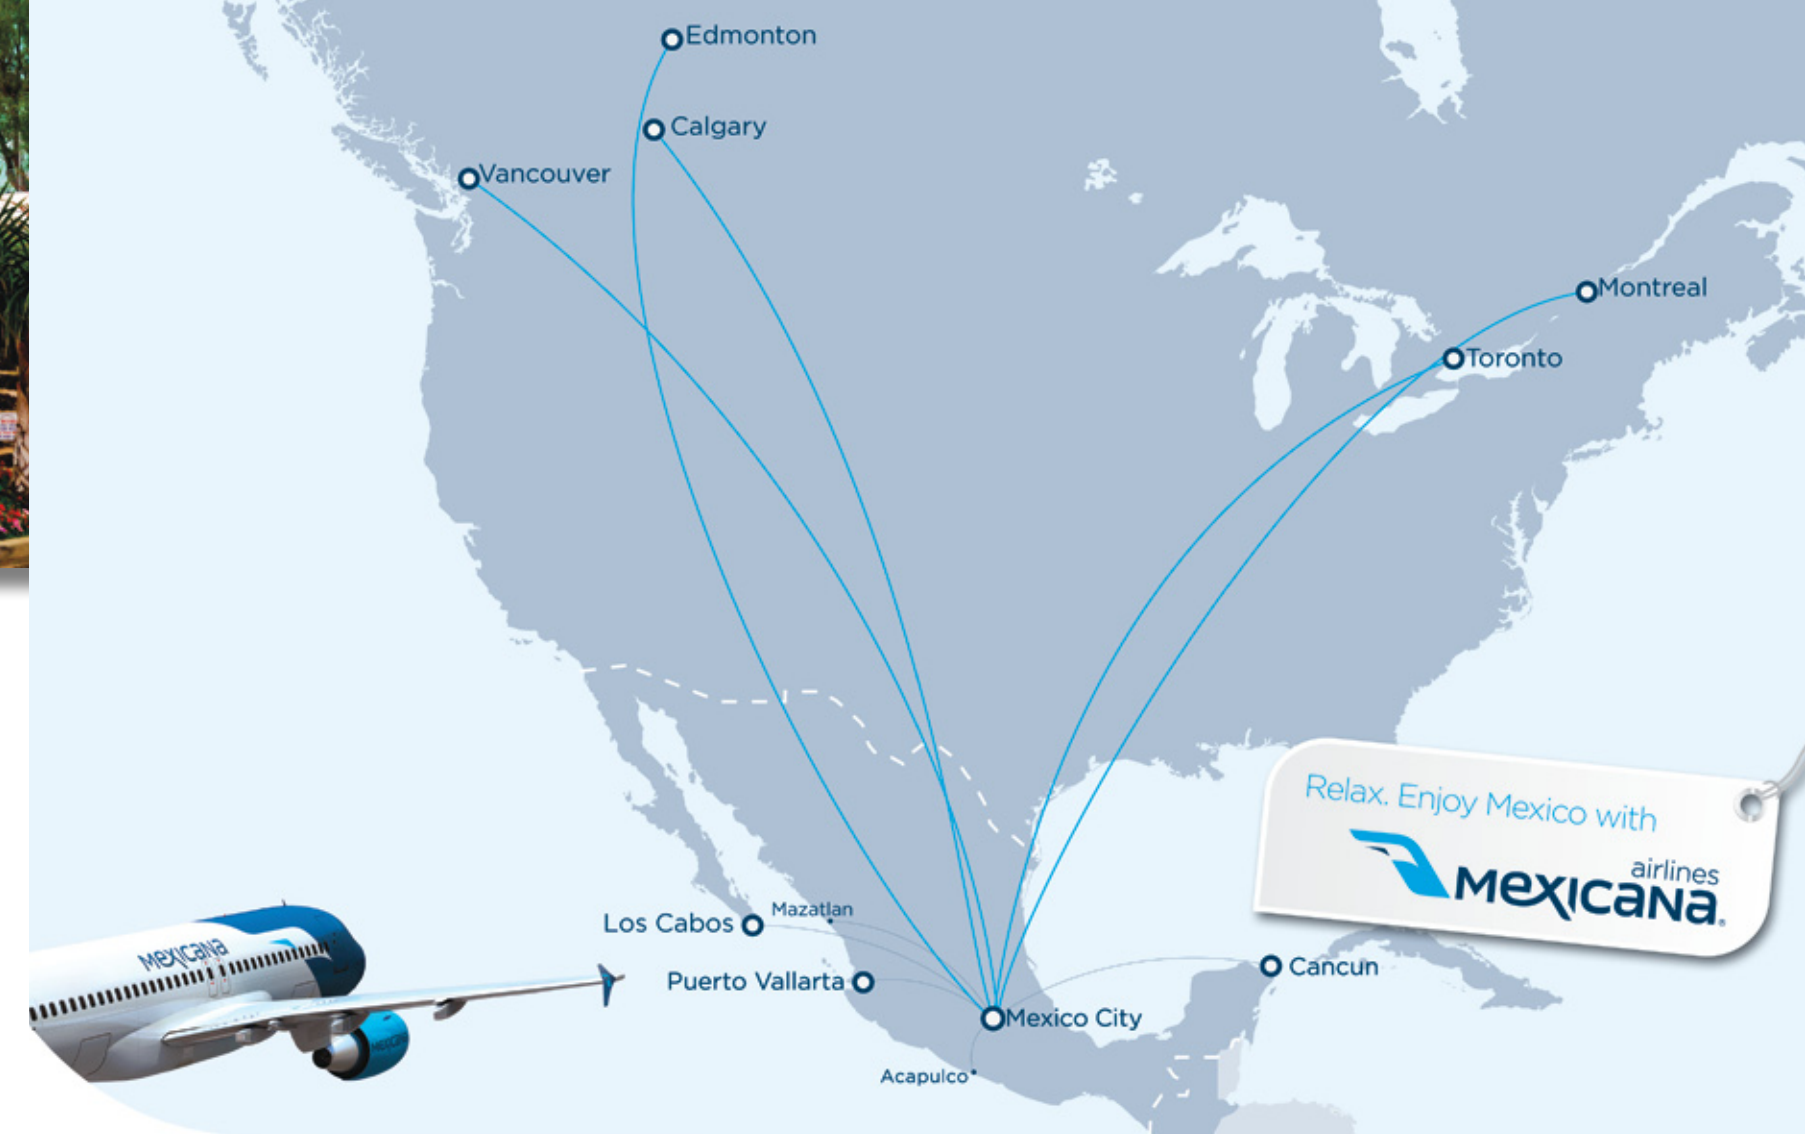 Edmonton
Calgary
Vancouver
Montreal
Toronto
Relax. Enjoy Mexico with
airlines
MEXICANA®
Mazatlan
Los Cabos
MEXICANA
Cancun
Puerto Vallarta
Mexico City
MEXICANA
Acapulco